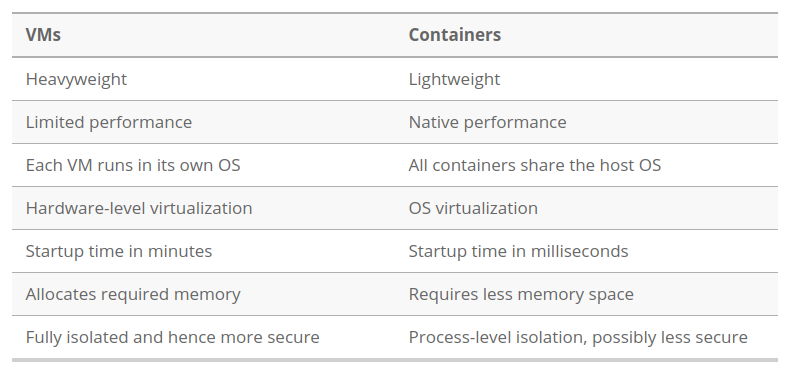 VMs Containers
Heavyweight Lightweight
Limited performance Native performance
Each VM runs in its own OS All containers share the host OS
Hardware-level virtualization OS virtualization
Startup time in minutes Startup time in milliseconds
Allocates required memory Requires less memory space
Fully isolated and hence more secure Process-level isolation, possibly less secure